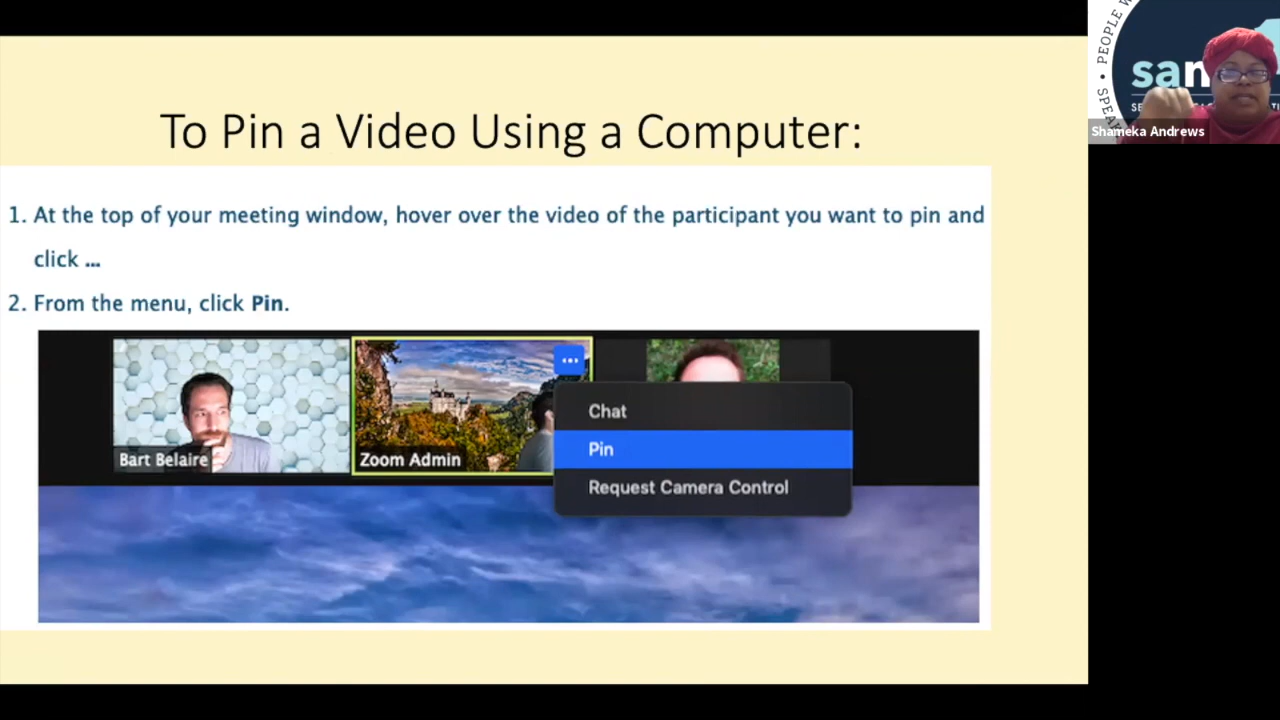 To Pin a Video Using a Computer:
1. At the top of your meeting window, hover over the video of the participant you want to pin and
click ...
2. From the menu, click Pin.
...
Chat
Pin
Request Camera Control
Bart Belaire
Zoom Admin
PEOPLE
Shameka Andrews